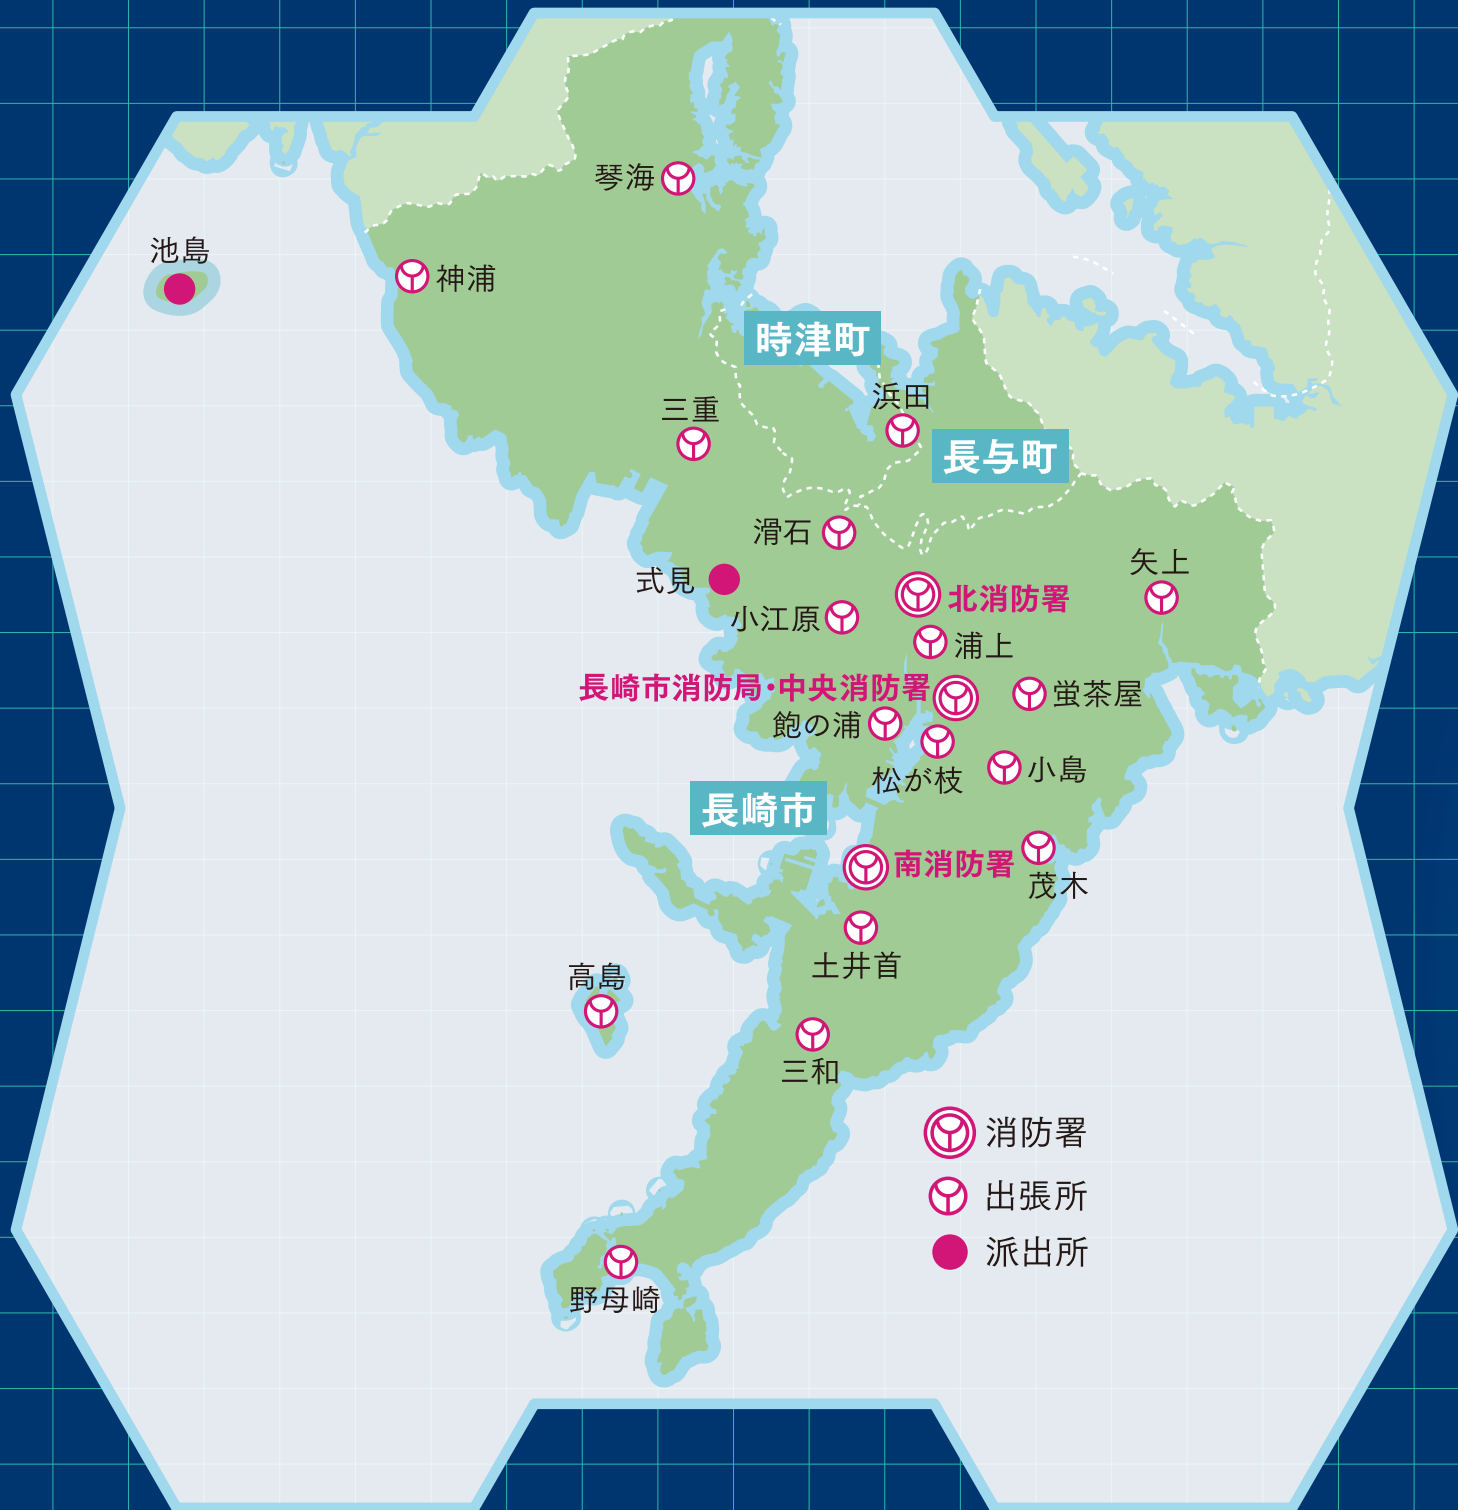 琴海
池島
神浦
時津町
浜田
三重
長与町
滑石
矢上
式見
北消防署
小江原
浦上
長崎市消防局・中央消防署
蛍茶屋
飽の浦
松が枝
小島
長崎市
南消防署
茂木
土井首
高島
三和
消防署
出張所
派出所
野母崎